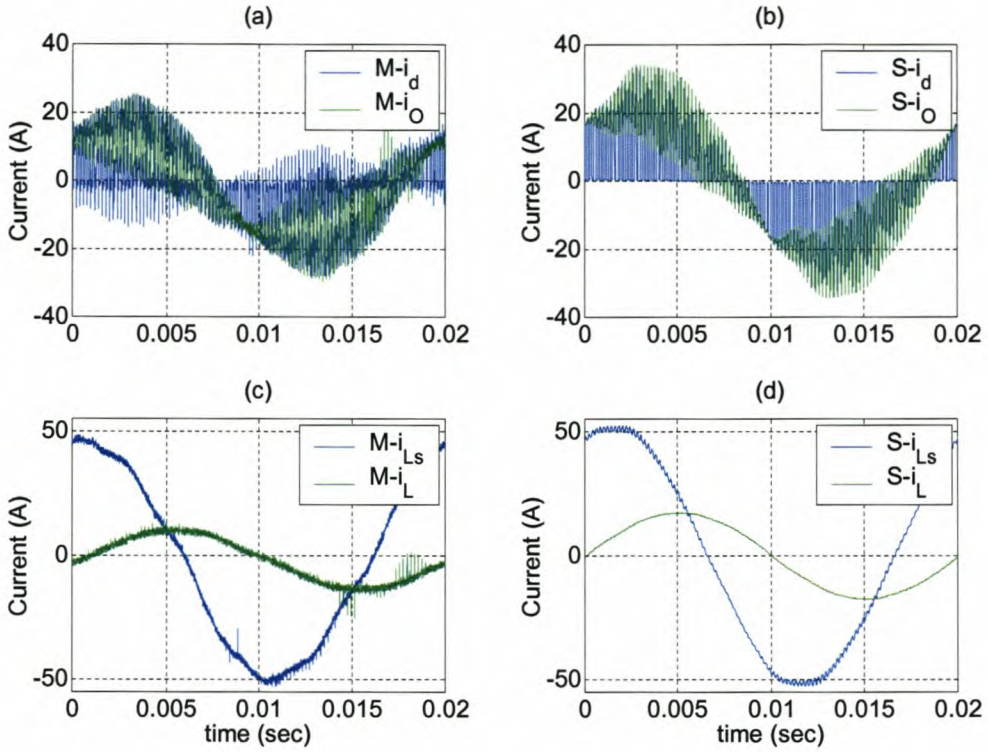 (a)
40
20
0
-20
-40
Current (A)
M-i_d
M-i_O
0 0.005 0.01 0.015 0.02
(b)
40
20
0
-20
-40
Current (A)
S-i_d
S-i_O
0 0.005 0.01 0.015 0.02
(c)
50
0
-50
Current (A)
M-i_Ls
M-i_L
0 0.005 0.01 0.015 0.02
time (sec)
(d)
50
0
-50
Current (A)
S-i_Ls
S-i_L
0 0.005 0.01 0.015 0.02
time (sec)